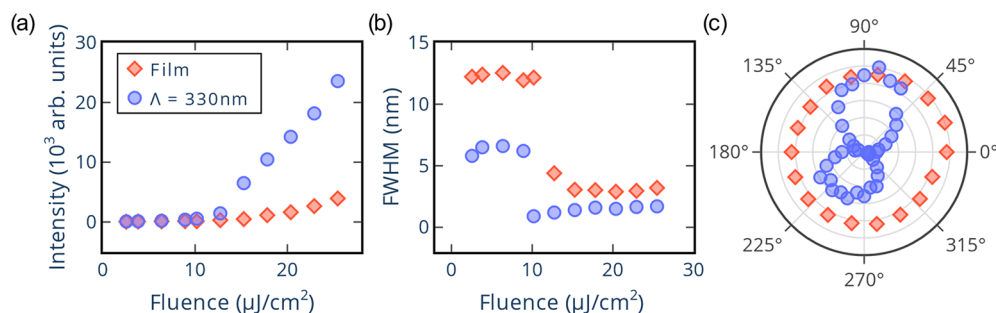 (a)
Intensity (10³ arb. units)
30
20
10
0
Film
Λ = 330nm
0
10
20
Fluence (µJ/cm²)
(b)
FWHM (nm)
15
10
5
0
0
10
20
30
Fluence (µJ/cm²)
(c)
90°
135°
45°
180°
0°
225°
315°
270°